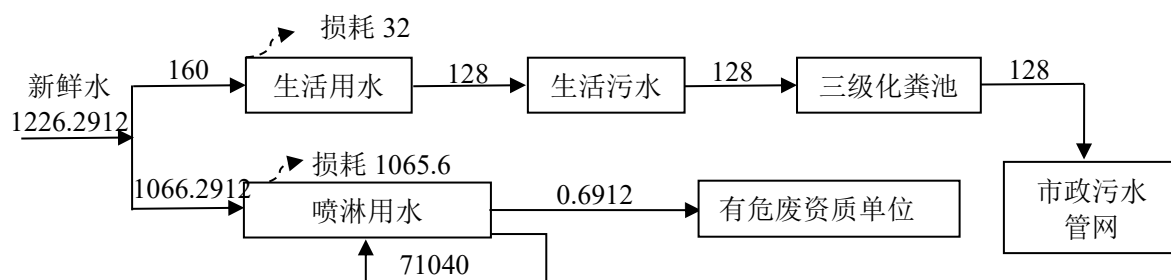 损耗 32
160
生活用水
128
生活污水
128
三级化粪池
128
新鲜水
1226.2912
损耗 1065.6
1066.2912
喷淋用水
0.6912
有危废资质单位
市政污水
管网
71040